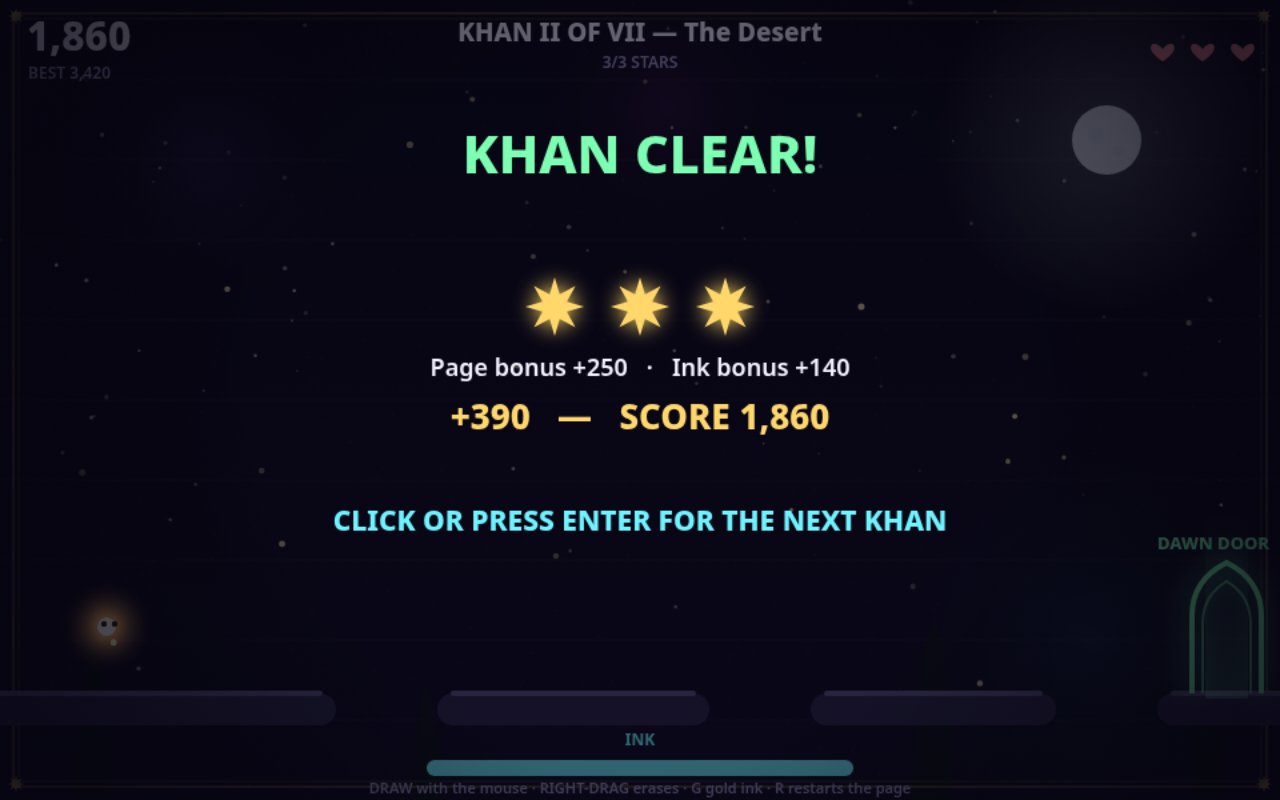 1,860
BEST 3,420
KHAN II OF VII — The Desert
3/3 STARS
KHAN CLEAR!
Page bonus +250 · Ink bonus +140
+390 — SCORE 1,860
CLICK OR PRESS ENTER FOR THE NEXT KHAN
DAWN DOOR
INK
DRAW with the mouse · RIGHT-DRAG erases · G gold ink · R restarts the page